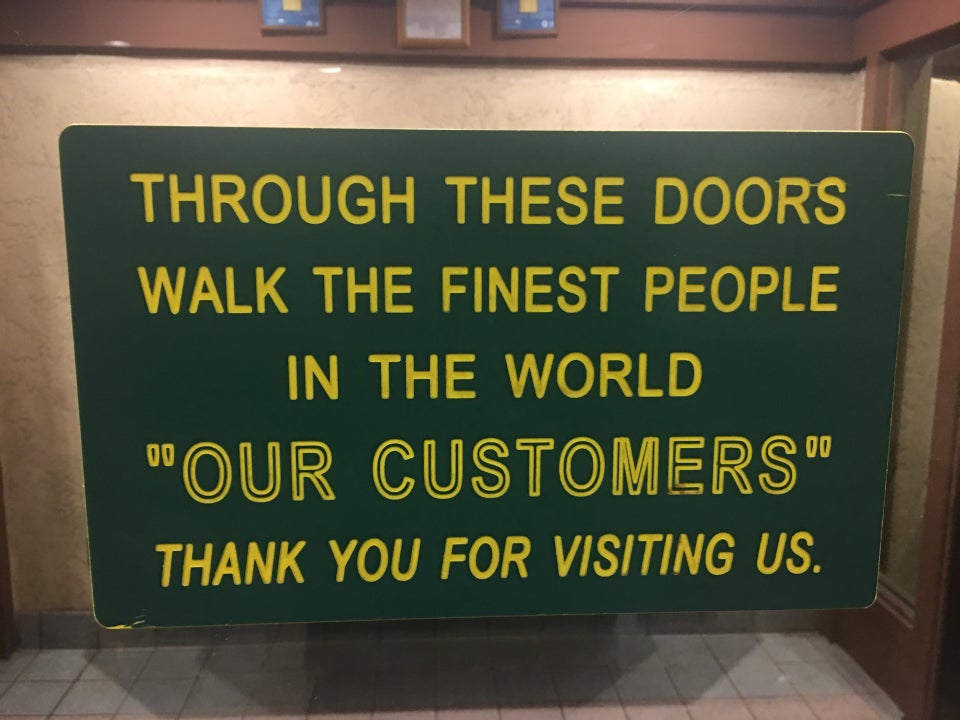 THROUGH THESE DOORS
WALK THE FINEST PEOPLE
IN THE WORLD
"OUR CUSTOMERS"
THANK YOU FOR VISITING US.